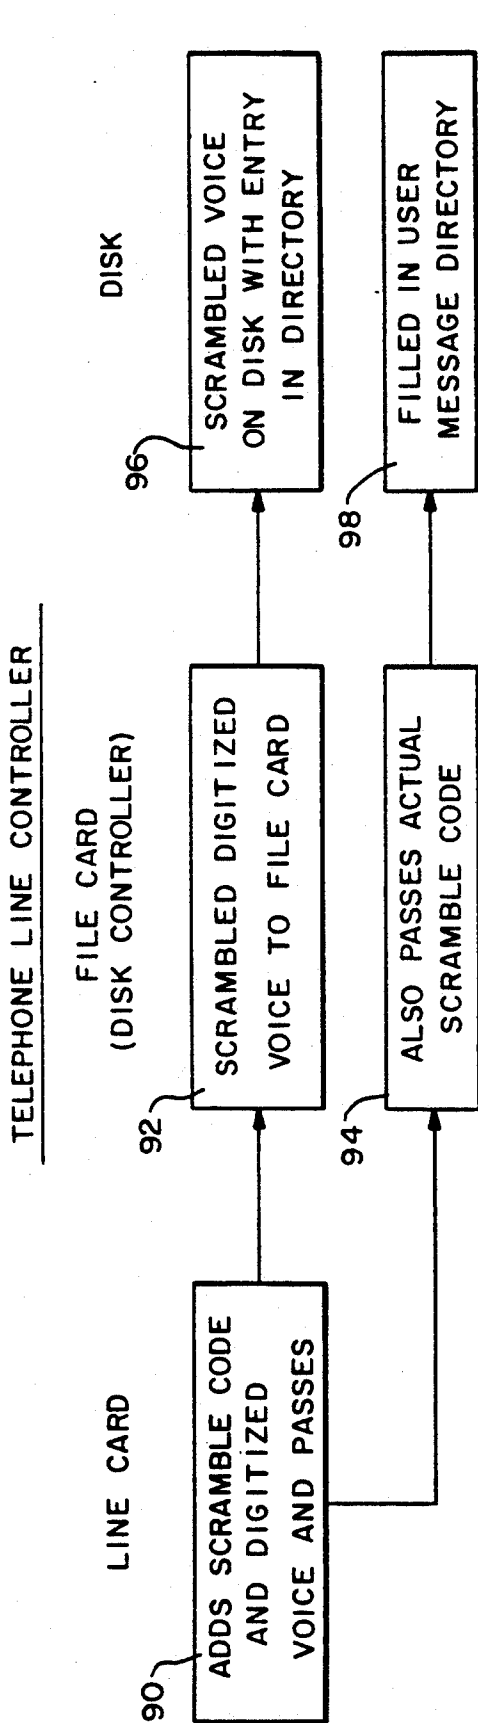 TELEPHONE LINE CONTROLLER
LINE CARD
FILE CARD
(DISK CONTROLLER)
DISK
90
ADDS SCRAMBLE CODE
AND DIGITIZED
VOICE AND PASSES
92
SCRAMBLED DIGITIZED
VOICE TO FILE CARD
96
SCRAMBLED VOICE
ON DISK WITH ENTRY
IN DIRECTORY
94
ALSO PASSES ACTUAL
SCRAMBLE CODE
98
FILLED IN USER
MESSAGE DIRECTORY